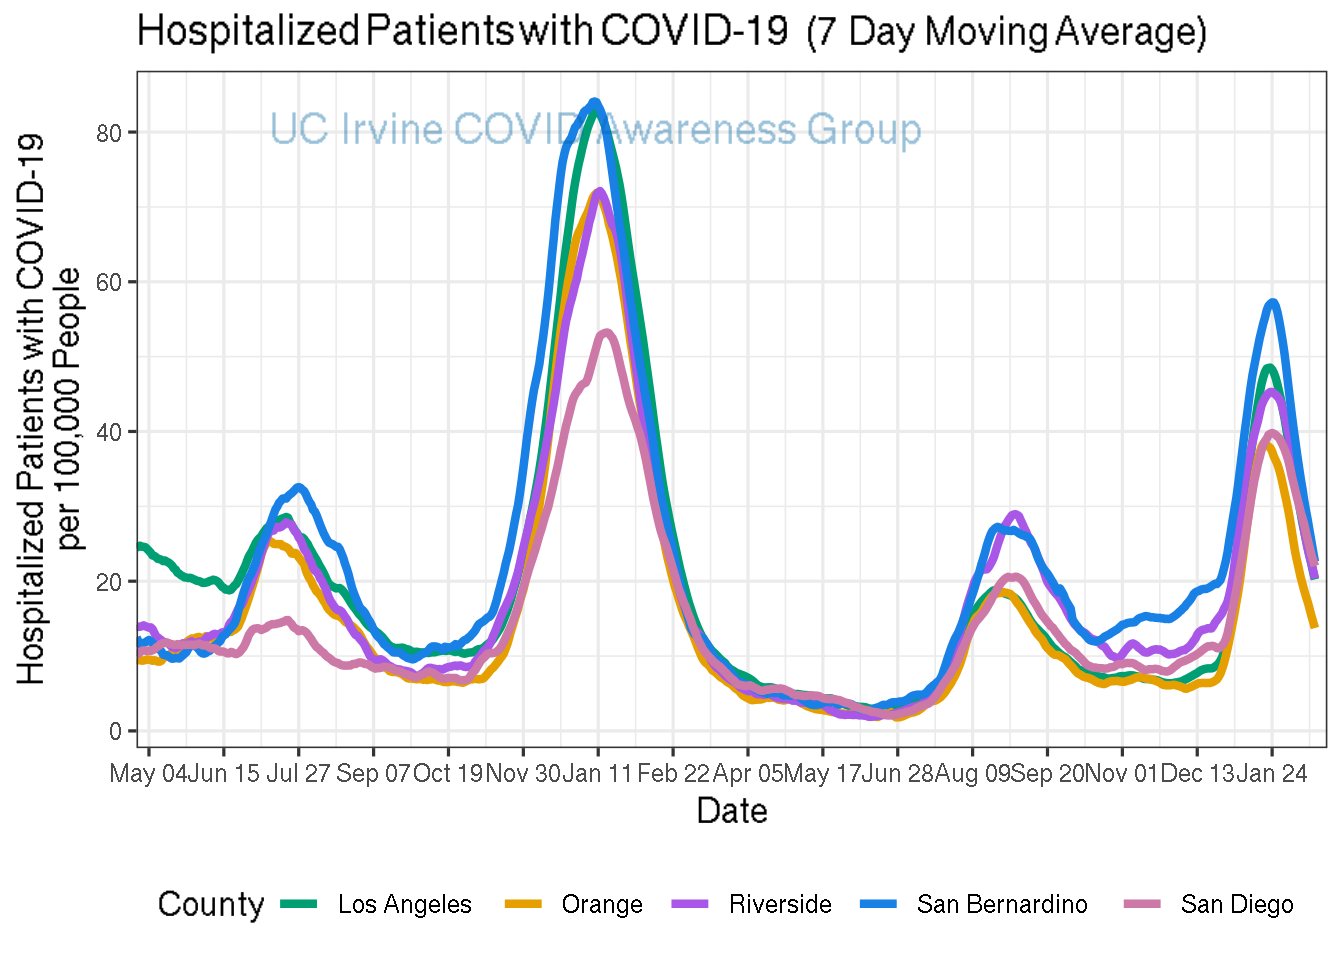 Hospitalized Patients with COVID-19 (7 Day Moving Average)
UC Irvine COVID Awareness Group
Hospitalized Patients with COVID-19
per 100,000 People
80
60
40
20
0
May 04 Jun 15 Jul 27 Sep 07 Oct 19 Nov 30 Jan 11 Feb 22 Apr 05 May 17 Jun 28 Aug 09 Sep 20 Nov 01 Dec 13 Jan 24
Date
County Los Angeles Orange Riverside San Bernardino San Diego